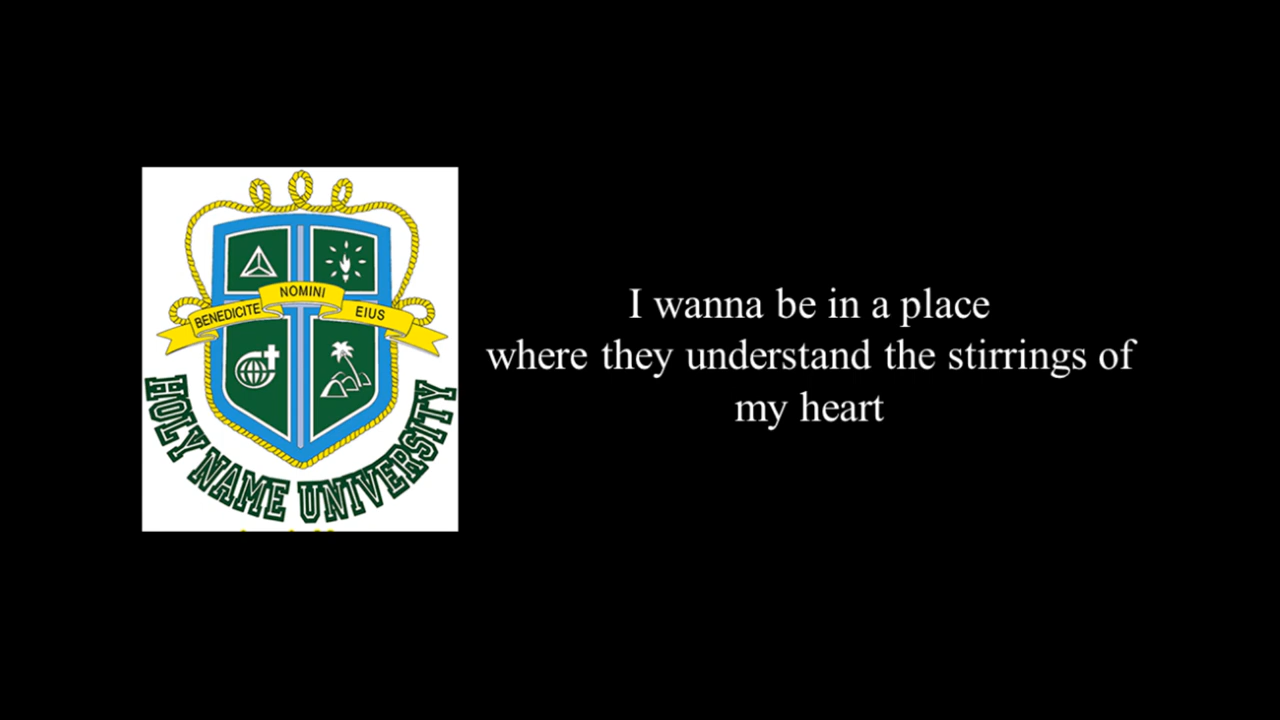 NOMINI
BENEDICITE
EIUS
HOLY NAME UNIVERSITY
I wanna be in a place
where they understand the stirrings of
my heart